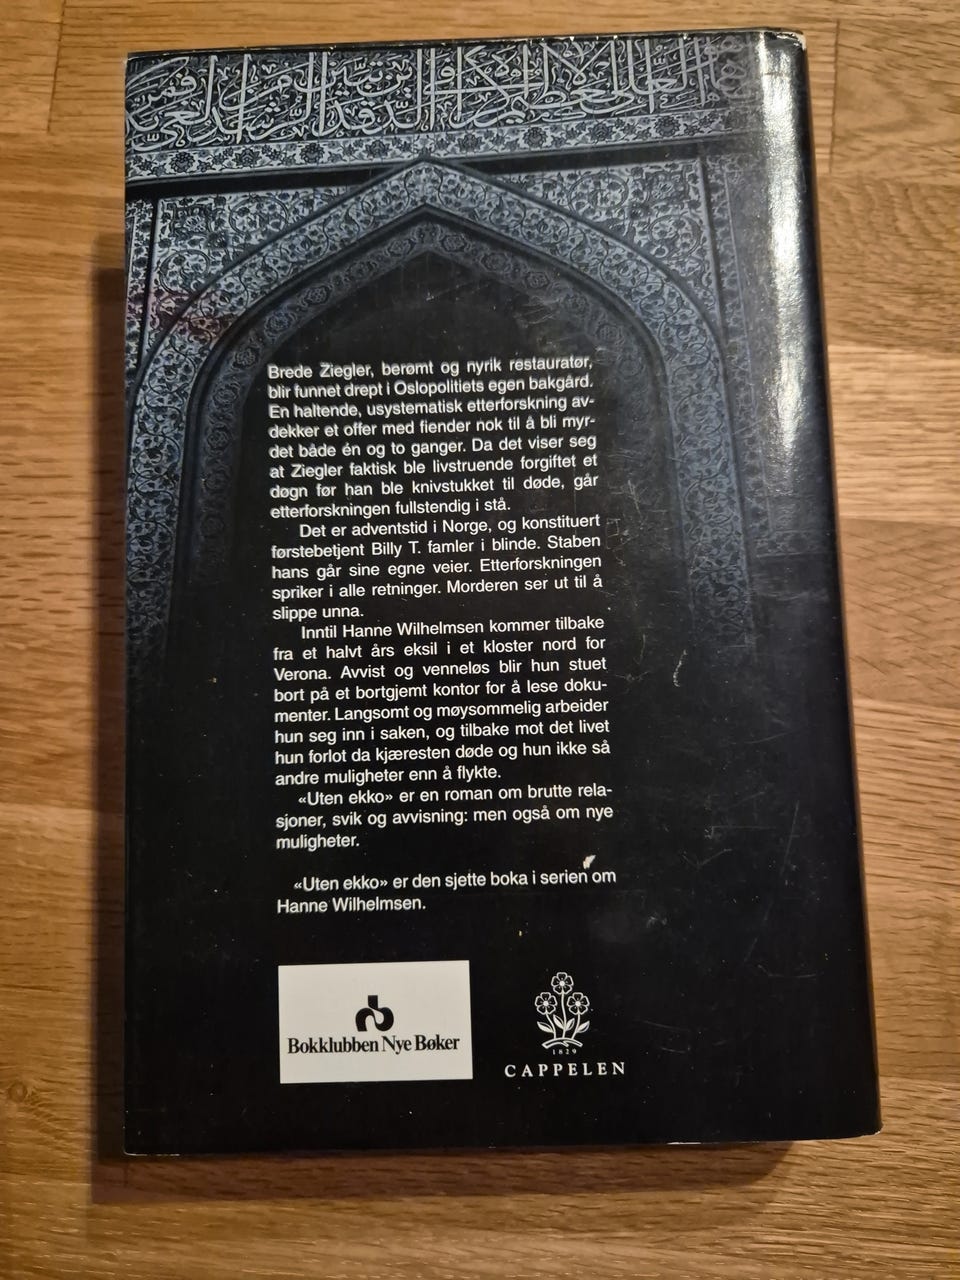 Brede Ziegler, berømt og nyrik restauratør,
blir funnet drept i Oslopolitiets egen bakgård.
En haltende, usystematisk etterforskning av-
dekker et offer med fiender nok til å bli myr-
det både én og to ganger. Da det viser seg
at Ziegler faktisk ble livstruende forgiftet et
døgn før han ble knivstukket til døde, går
etterforskningen fullstendig i stå.
Det er adventstid i Norge, og konstituert
førstebetjent Billy T. famler i blinde. Staben
hans går sine egne veier. Etterforskningen
spriker i alle retninger. Morderen ser ut til å
slippe unna.
Inntil Hanne Wilhelmsen kommer tilbake
fra et halvt års eksil i et kloster nord for
Verona. Avvist og venneløs blir hun stuet
bort på et bortgjemt kontor for å lese doku-
menter. Langsomt og møysommelig arbeider
hun seg inn i saken, og tilbake mot det livet
hun forlot da kjæresten døde og hun ikke så
andre muligheter enn å flykte.
«Uten ekko» er en roman om brutte rela-
sjoner, svik og avvisning: men også om nye
muligheter.
«Uten ekko» er den sjette boka i serien om
Hanne Wilhelmsen.
Bokklubben Nye Bøker
1829
CAPPELEN